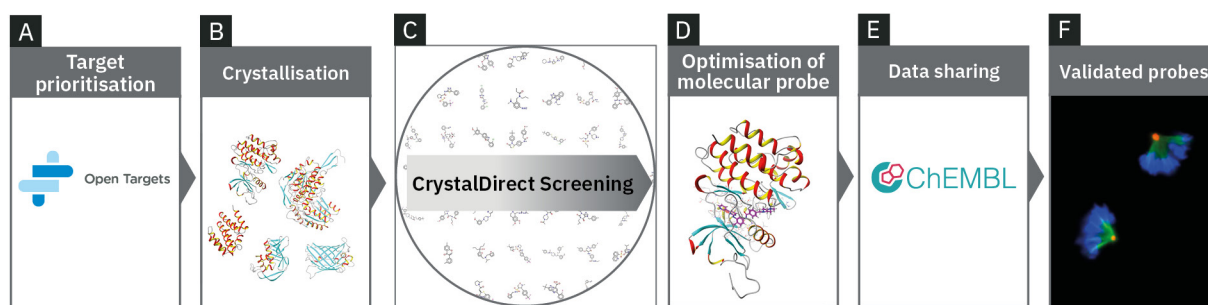 A
Target
prioritisation
Open Targets
B
Crystallisation
C
CrystalDirect Screening
D
Optimisation of
molecular probe
E
Data sharing
ChEMBL
F
Validated probes